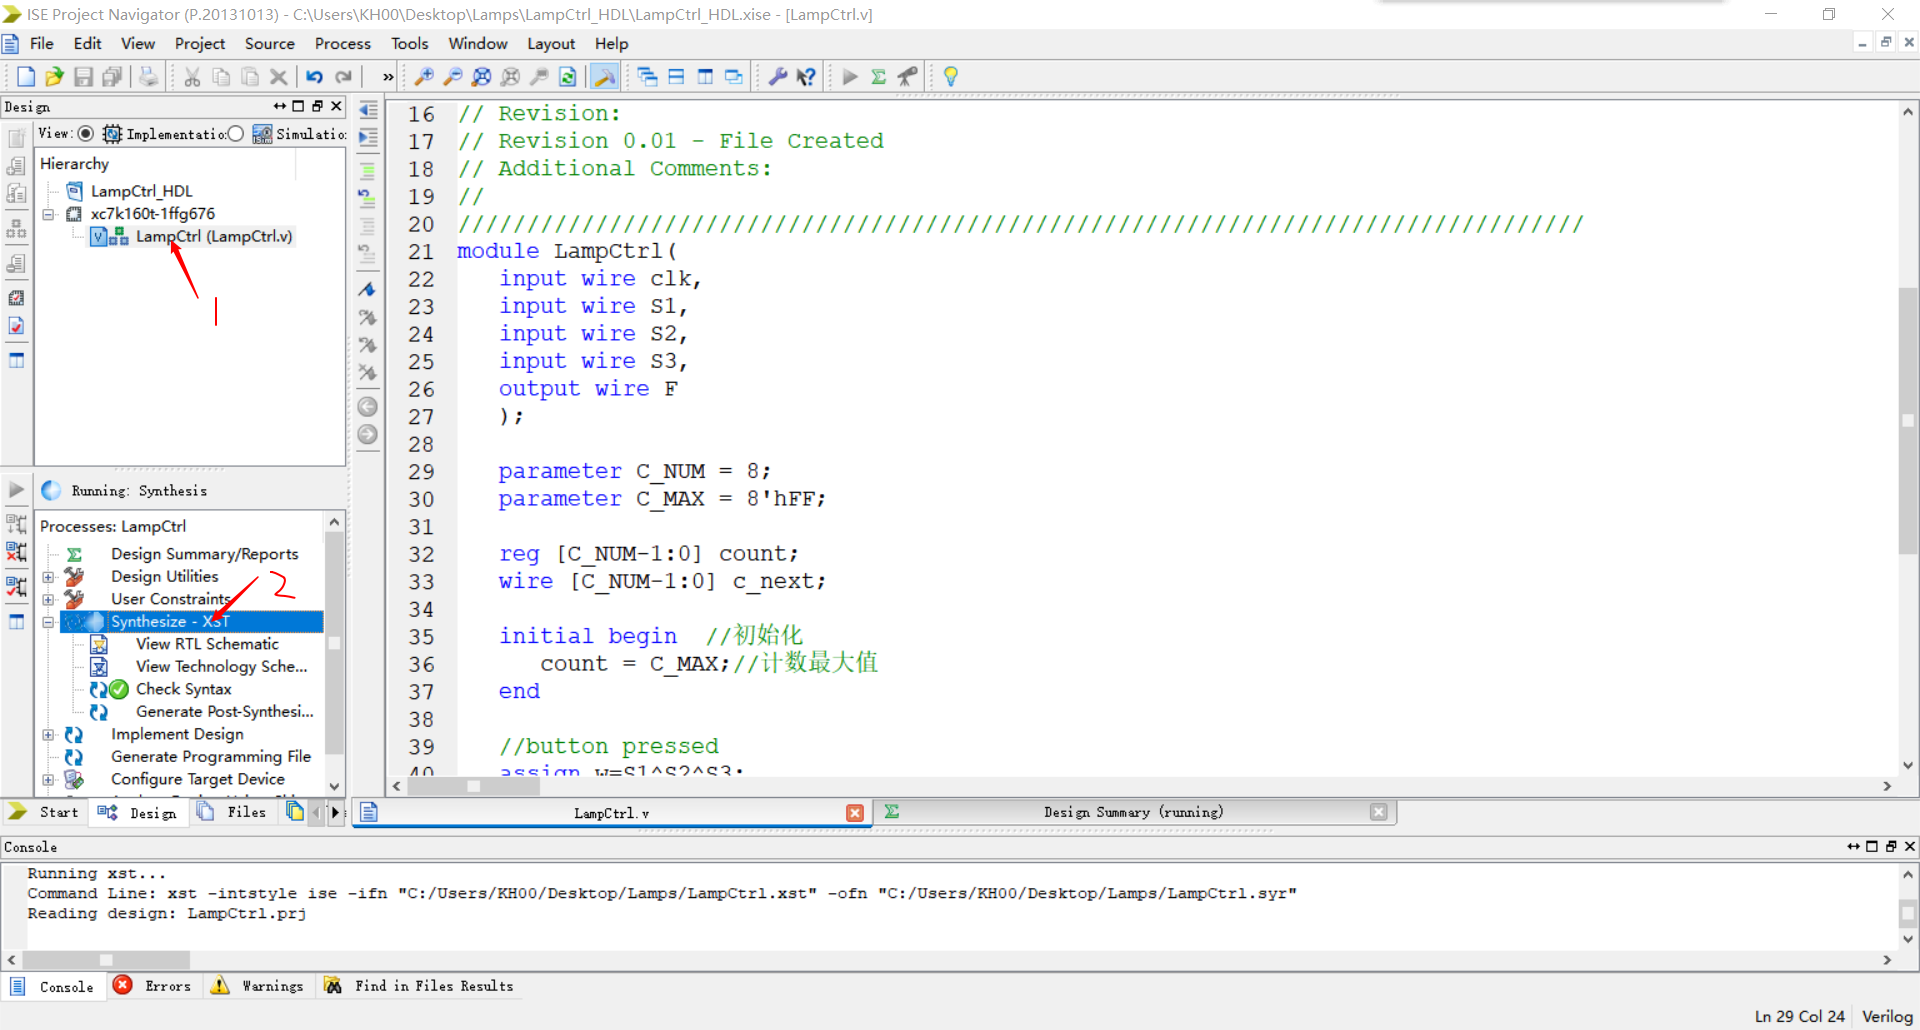 ISE Project Navigator (P.20131013) - C:\Users\KH00\Desktop\Lamps\LampCtrl_HDL\LampCtrl_HDL.xise - [LampCtrl.v]
File Edit View Project Source Process Tools Window Layout Help
»
Design
View: Implementatio Simulatio
Hierarchy
LampCtrl_HDL
xc7k160t-1ffg676
LampCtrl (LampCtrl.v)
1
Running: Synthesis
Processes: LampCtrl
Design Summary/Reports
Design Utilities
2
User Constraints
Synthesize - XST
View RTL Schematic
View Technology Sche...
Check Syntax
Generate Post-Synthesi...
Implement Design
Generate Programming File
Configure Target Device
Start Design Files
16 // Revision:
17 // Revision 0.01 - File Created
18 // Additional Comments:
19 //
20 //////////////////////////////////////////////////////////////////////////////////
21 module LampCtrl(
22 input wire clk,
23 input wire S1,
24 input wire S2,
25 input wire S3,
26 output wire F
27 );
28
29 parameter C_NUM = 8;
30 parameter C_MAX = 8'hFF;
31
32 reg [C_NUM-1:0] count;
33 wire [C_NUM-1:0] c_next;
34
35 initial begin //初始化
36 count = C_MAX;//计数最大值
37 end
38
39 //button pressed
40 assign w=S1^S2^S3;
LampCtrl.v Design Summary (running)
Console
Running xst...
Command Line: xst -intstyle ise -ifn "C:/Users/KH00/Desktop/Lamps/LampCtrl.xst" -ofn "C:/Users/KH00/Desktop/Lamps/LampCtrl.syr"
Reading design: LampCtrl.prj
Console Errors Warnings Find in Files Results
Ln 29 Col 24 Verilog